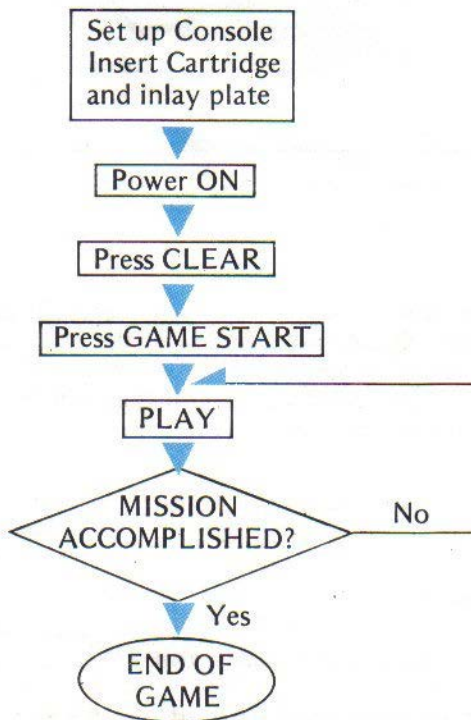 Set up Console
Insert Cartridge
and inlay plate
Power ON
Press CLEAR
Press GAME START
PLAY
MISSION
ACCOMPLISHED?
No
Yes
END OF
GAME